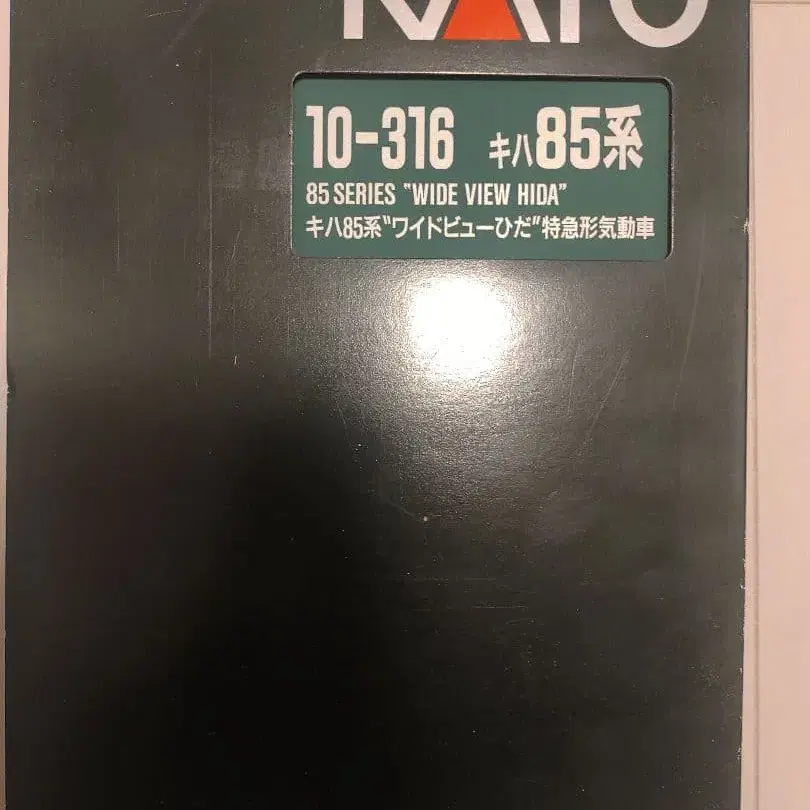 KATO
10-316 キハ85系
85 SERIES "WIDE VIEW HIDA"
キハ85系"ワイドビューひだ"特急形気動車